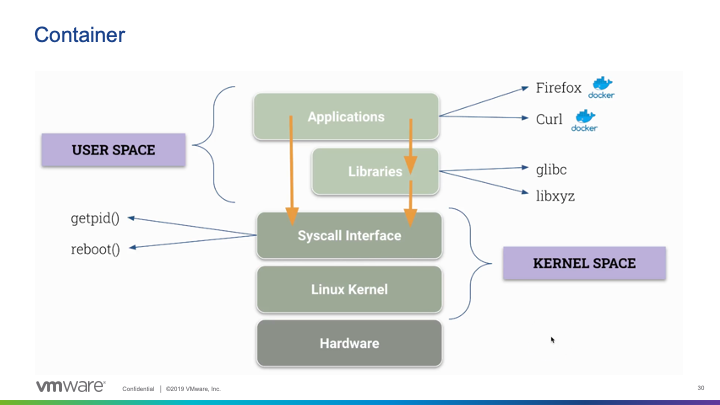 Container
Applications
Firefox
docker
Curl
docker
USER SPACE
Libraries
glibc
libxyz
getpid()
reboot()
Syscall Interface
KERNEL SPACE
Linux Kernel
Hardware
vmware®
Confidential | ©2019 VMware, Inc.
30